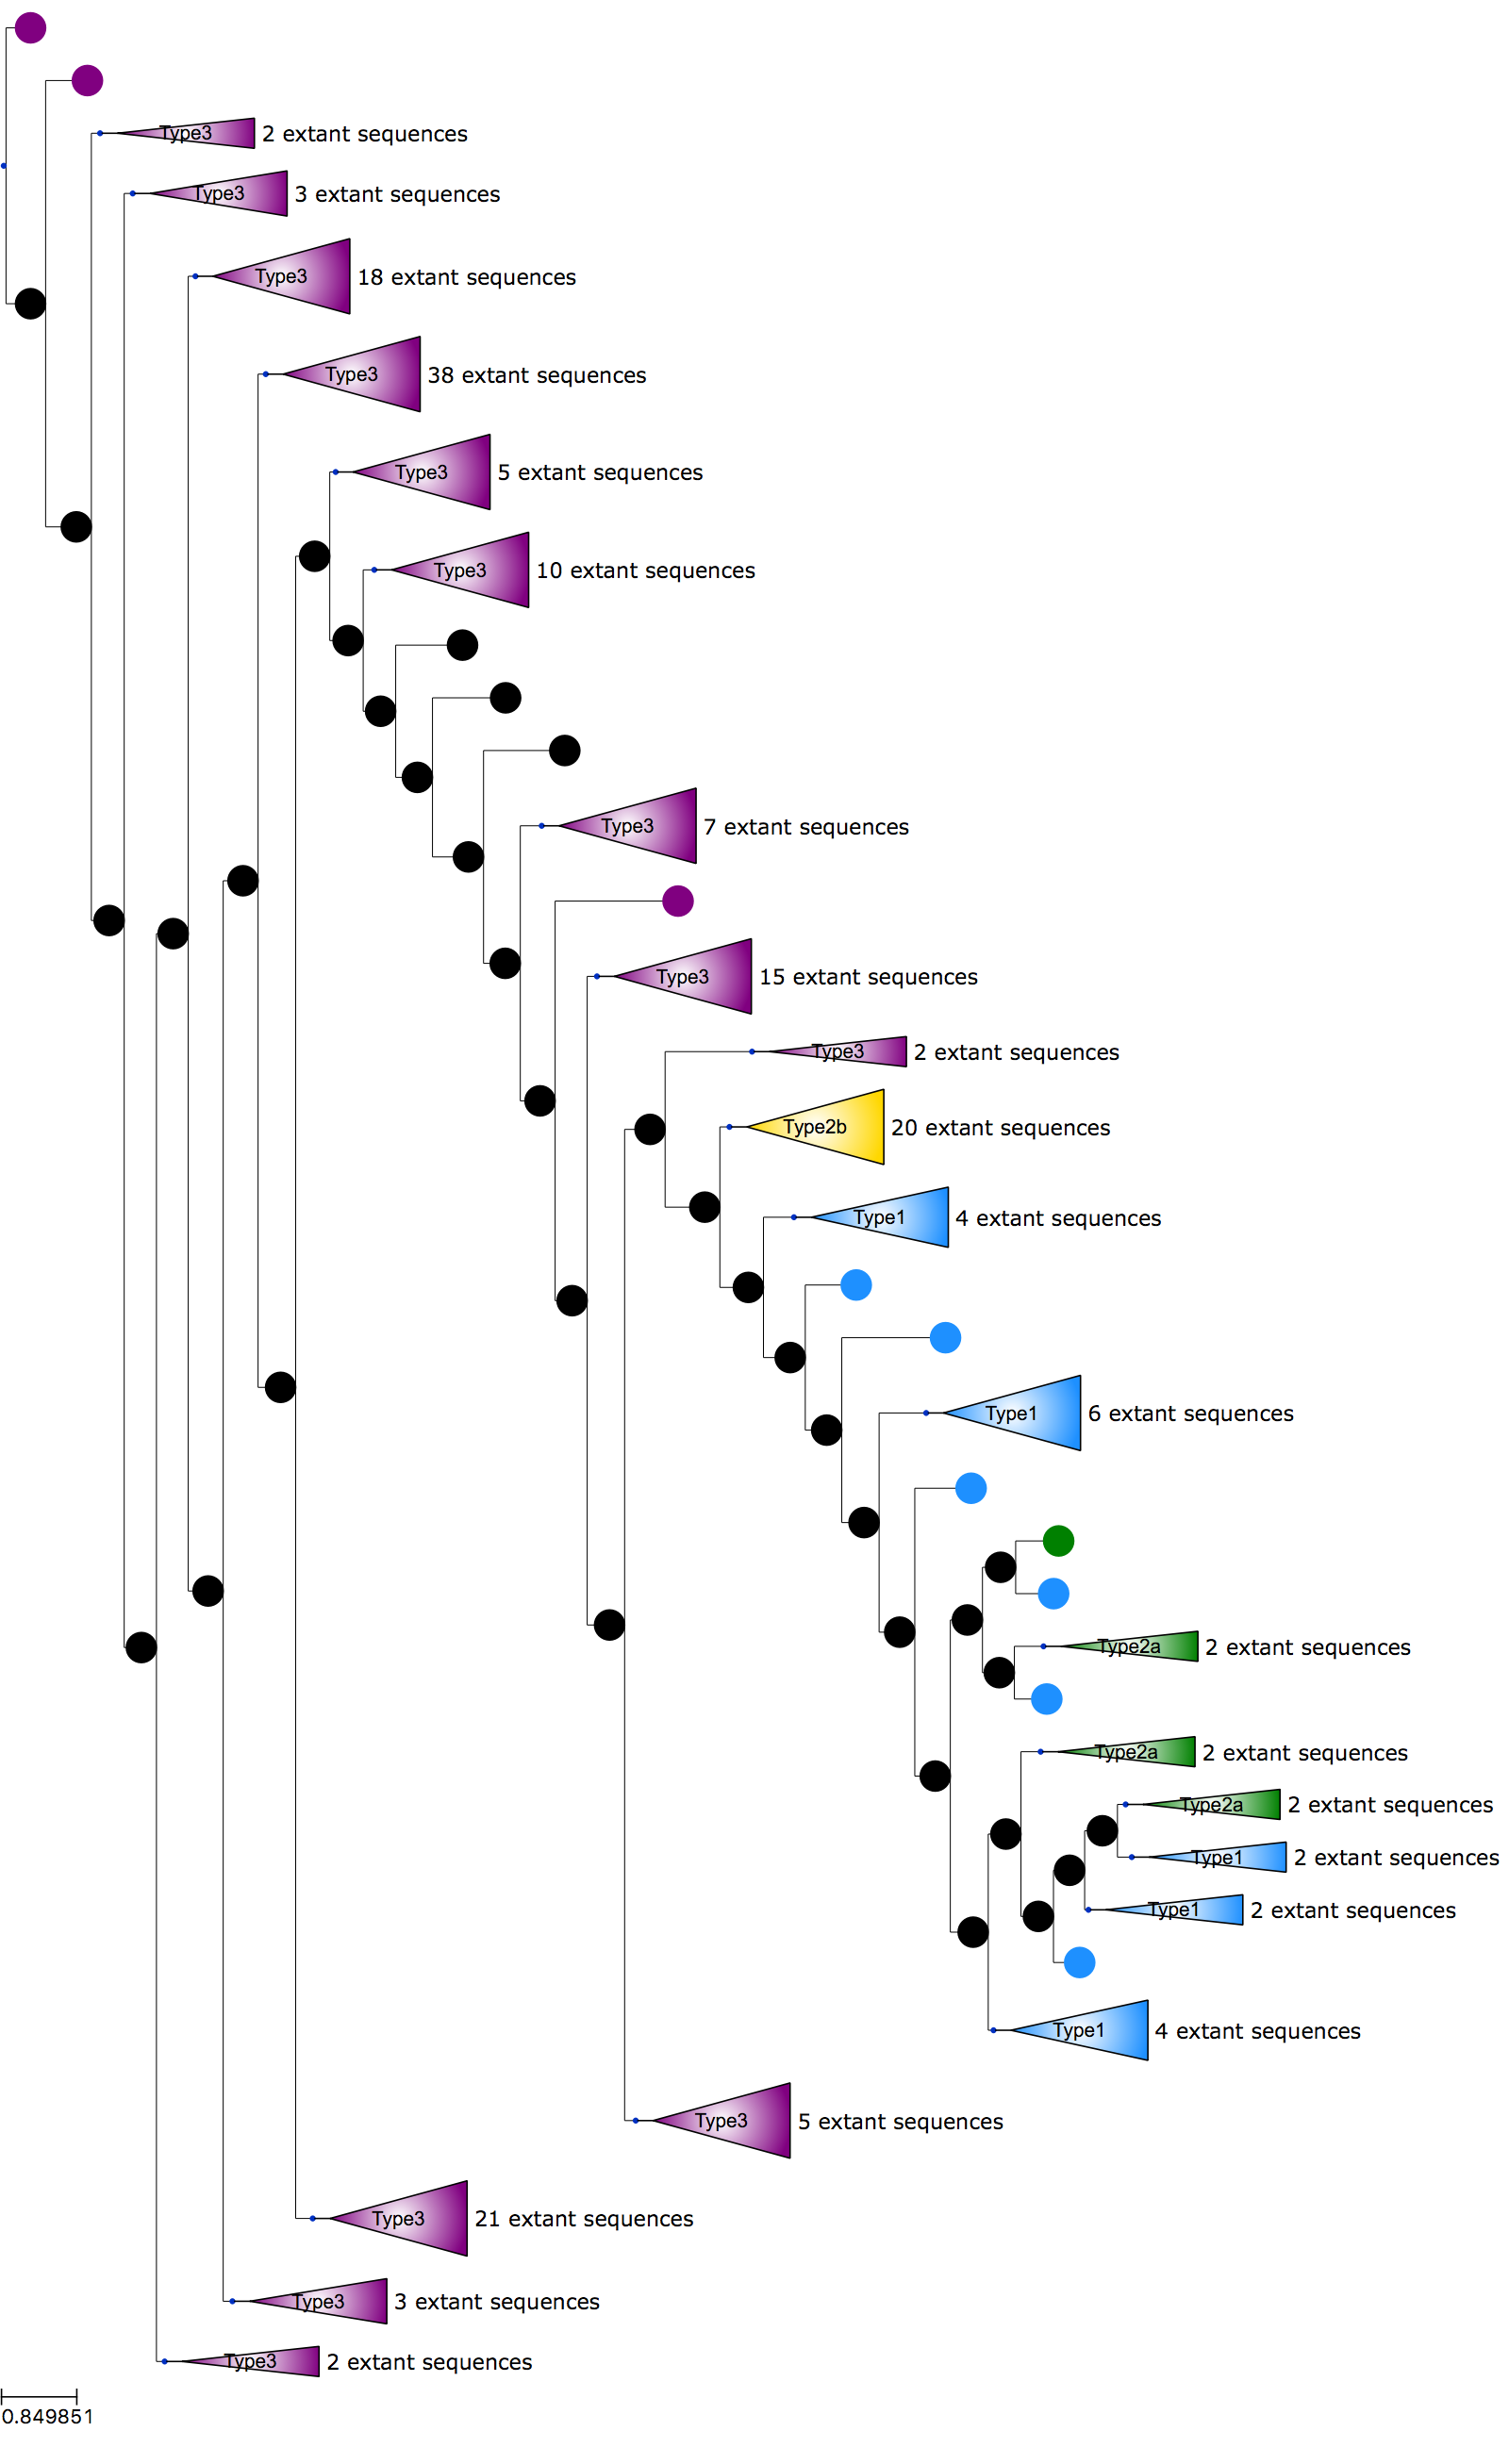 Type3 2 extant sequences
Type3 3 extant sequences
Type3 18 extant sequences
Type3 38 extant sequences
Type3 5 extant sequences
Type3 10 extant sequences
Type3 7 extant sequences
Type3 15 extant sequences
Type3 2 extant sequences
Type2b 20 extant sequences
Type1 4 extant sequences
Type1 6 extant sequences
Type2a 2 extant sequences
Type2a 2 extant sequences
Type2a 2 extant sequences
Type1 2 extant sequences
Type1 2 extant sequences
Type1 4 extant sequences
Type3 5 extant sequences
Type3 21 extant sequences
Type3 3 extant sequences
Type3 2 extant sequences
0.849851